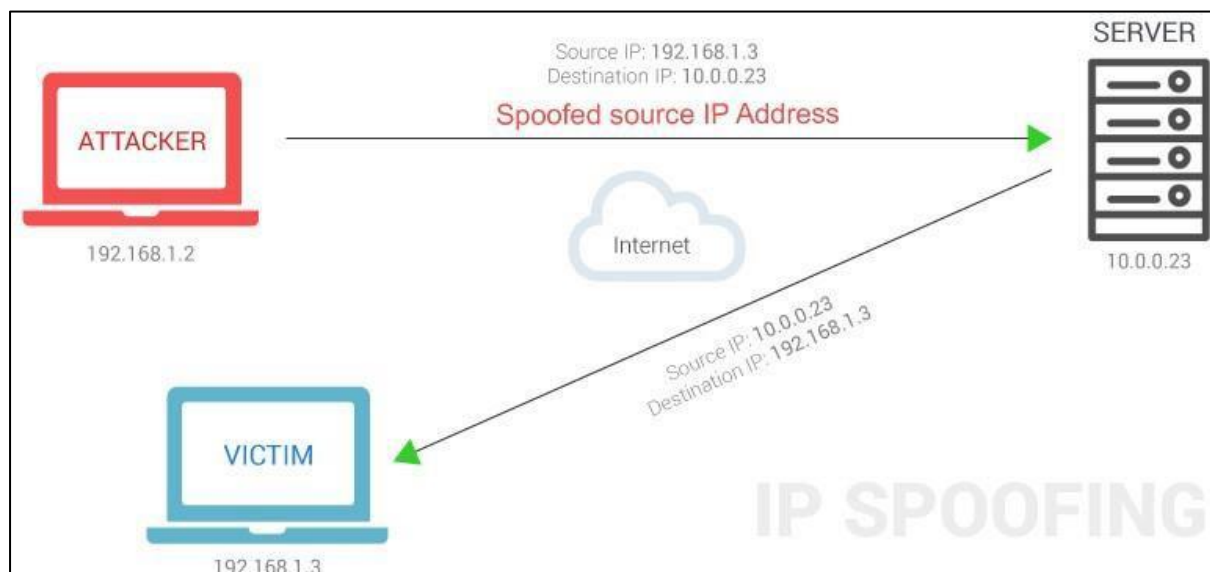 SERVER
Source IP: 192.168.1.3
Destination IP: 10.0.0.23
Spoofed source IP Address
ATTACKER
192.168.1.2
Internet
10.0.0.23
Source IP: 10.0.0.23
Destination IP: 192.168.1.3
VICTIM
192.168.1.3
IP SPOOFING